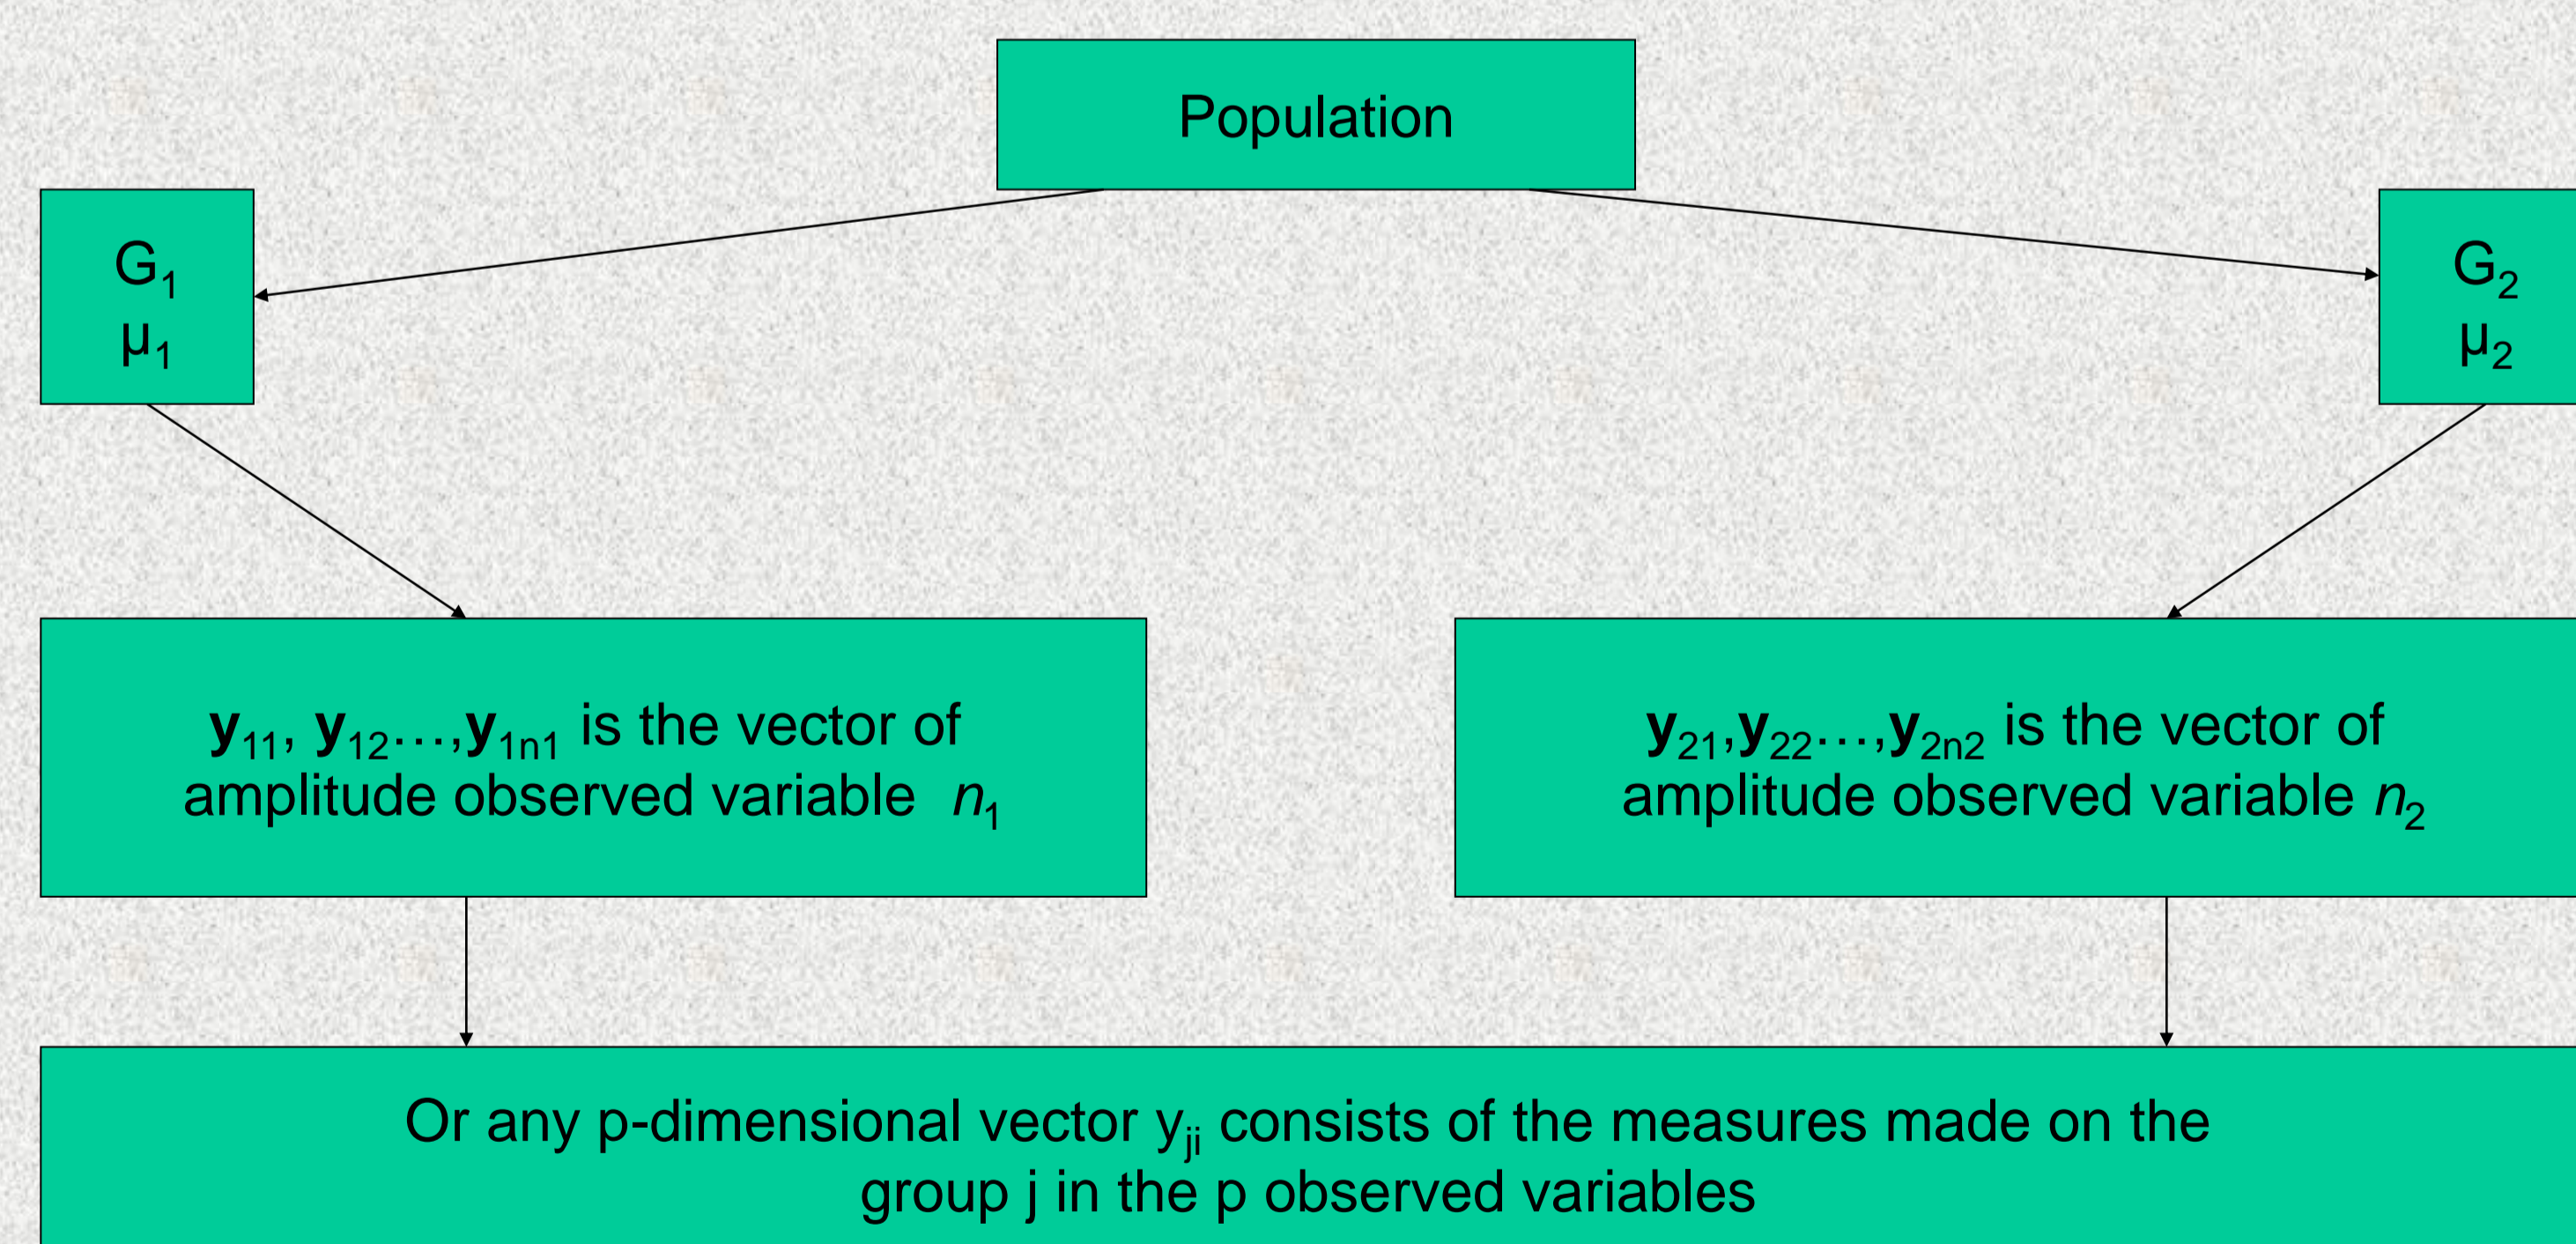 Population
G₁
μ₁
G₂
μ₂
y₁₁, y₁₂…,y₁ₙ₁ is the vector of
amplitude observed variable n₁
y₂₁,y₂₂…,y₂ₙ₂ is the vector of
amplitude observed variable n₂
Or any p-dimensional vector yⱼᵢ consists of the measures made on the
group j in the p observed variables